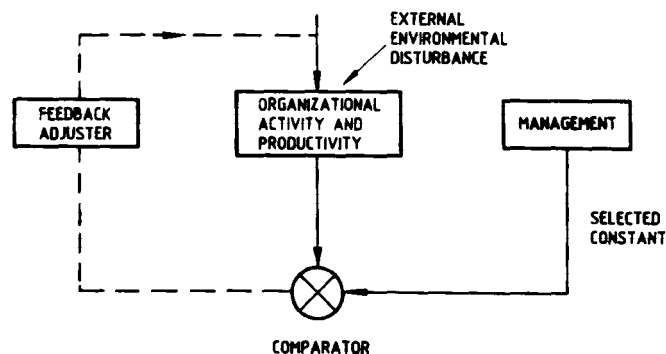 EXTERNAL
ENVIRONMENTAL
DISTURBANCE
FEEDBACK
ADJUSTER
ORGANIZATIONAL
ACTIVITY AND
PRODUCTIVITY
MANAGEMENT
SELECTED
CONSTANT
COMPARATOR